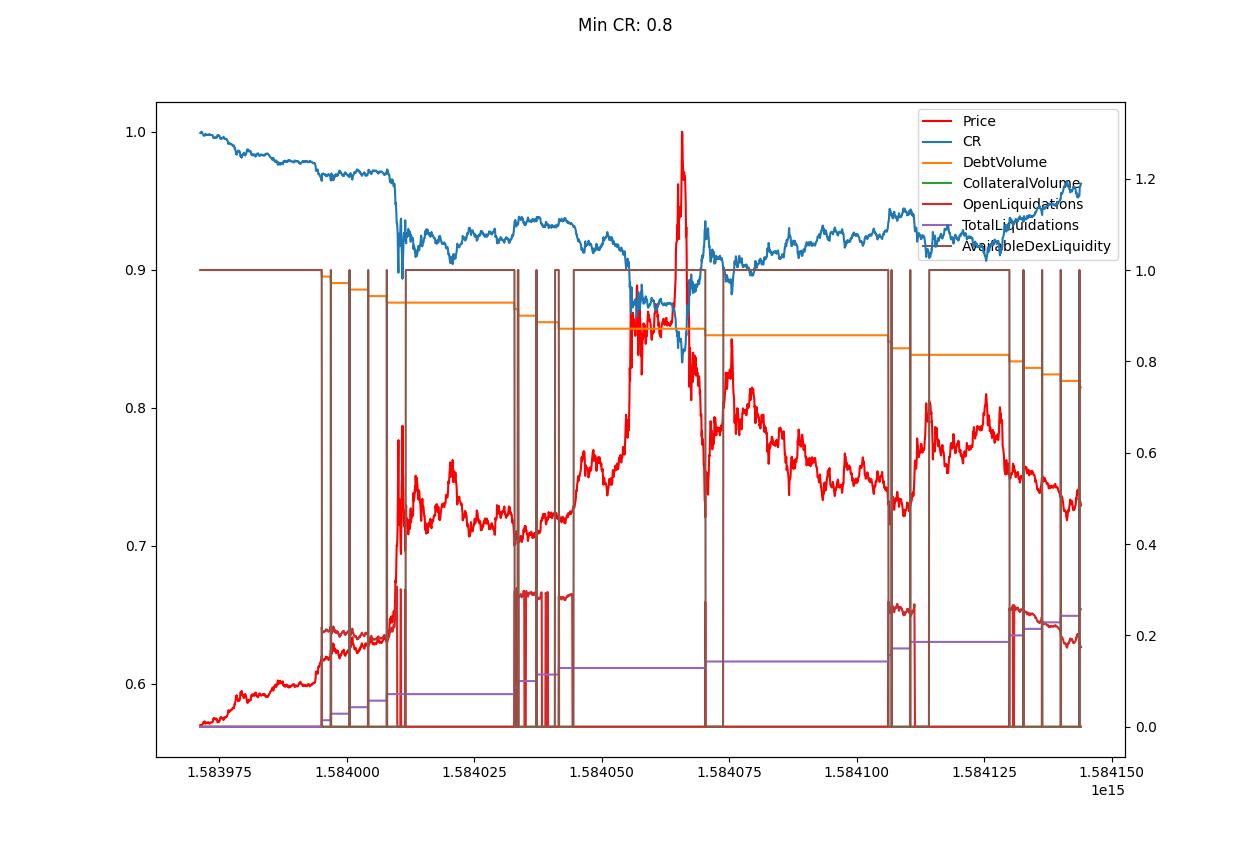 Min CR: 0.8
Price
CR
DebtVolume
CollateralVolume
OpenLiquidations
TotalLiquidations
AvailableDexLiquidity
1.0
0.9
0.8
0.7
0.6
1.2
1.0
0.8
0.6
0.4
0.2
0.0
1.583975 1.584000 1.584025 1.584050 1.584075 1.584100 1.584125 1.584150
1e15